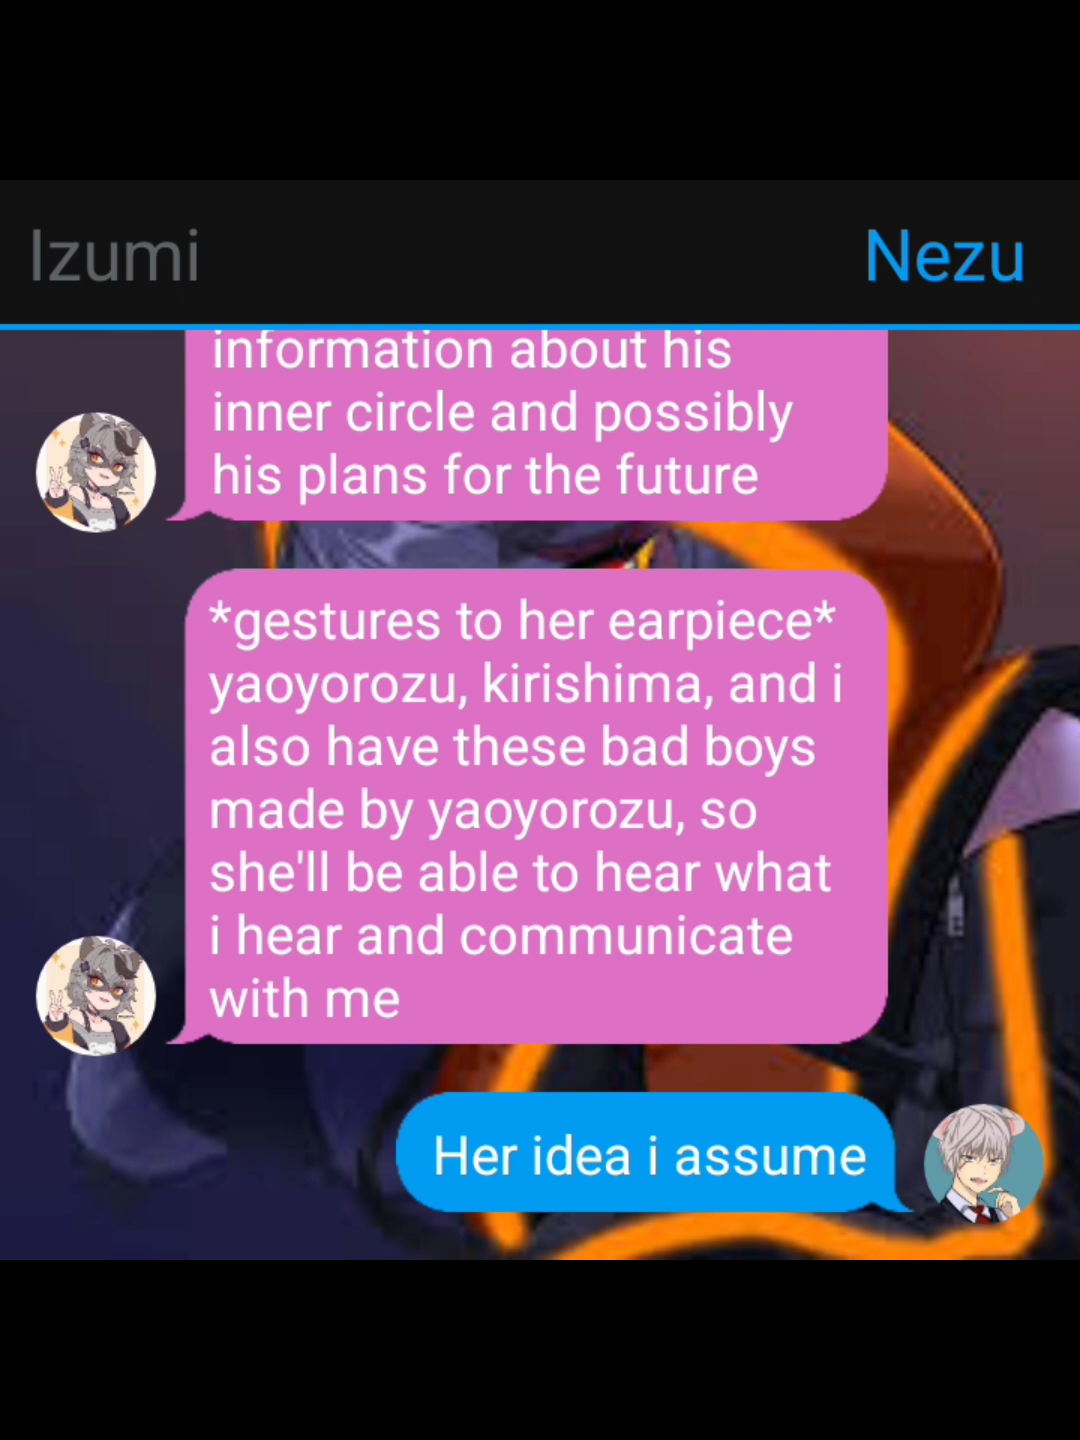 Izumi
Nezu
information about his
inner circle and possibly
his plans for the future
*gestures to her earpiece*
yaoyorozu, kirishima, and i
also have these bad boys
made by yaoyorozu, so
she'll be able to hear what
i hear and communicate
with me
Her idea i assume